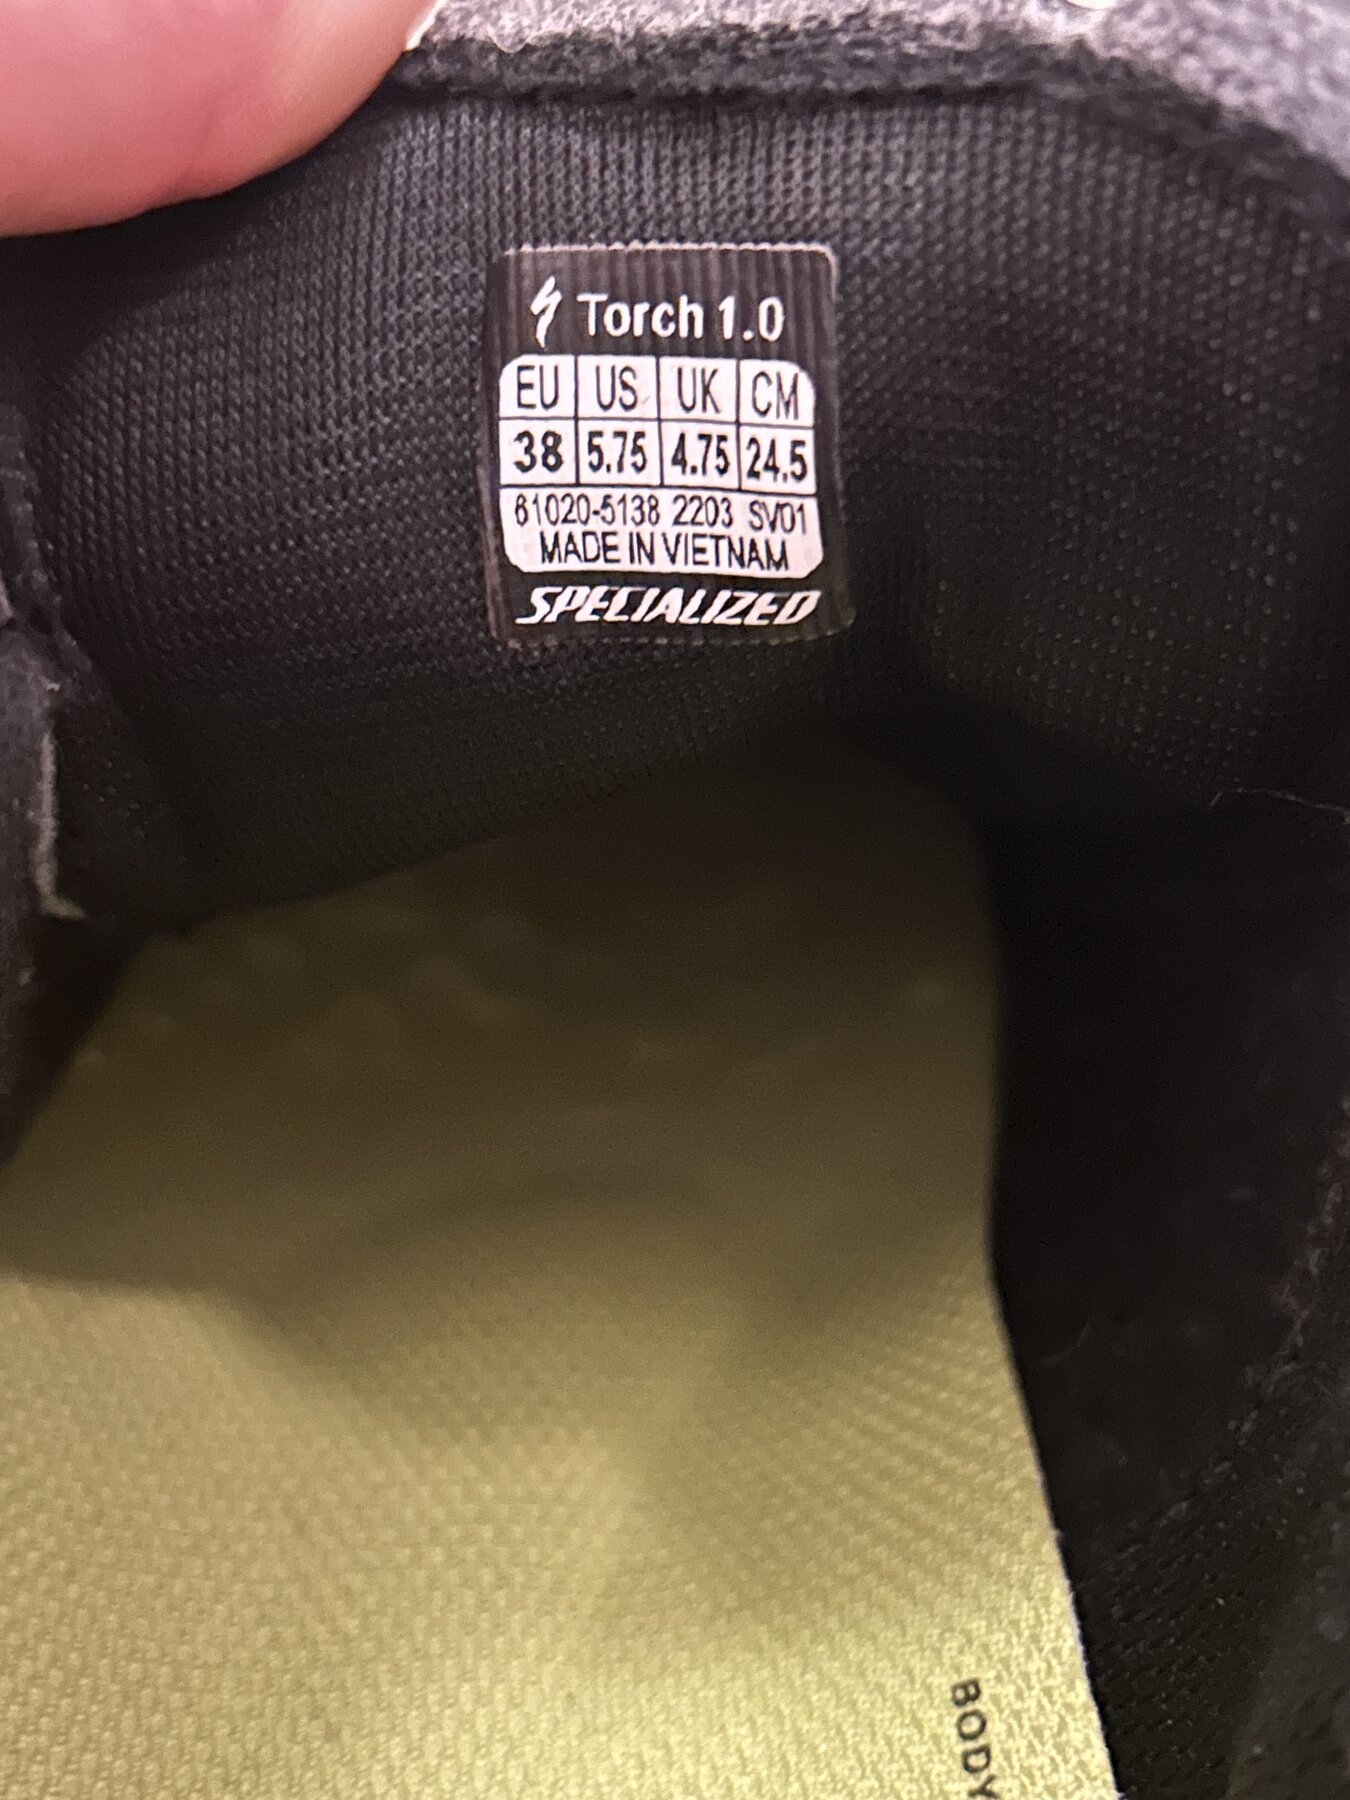 Torch 1.0
EU US UK CM
38 5.75 4.75 24.5
61020-5138 2203 SV01
MADE IN VIETNAM
SPECIALIZED
BODY